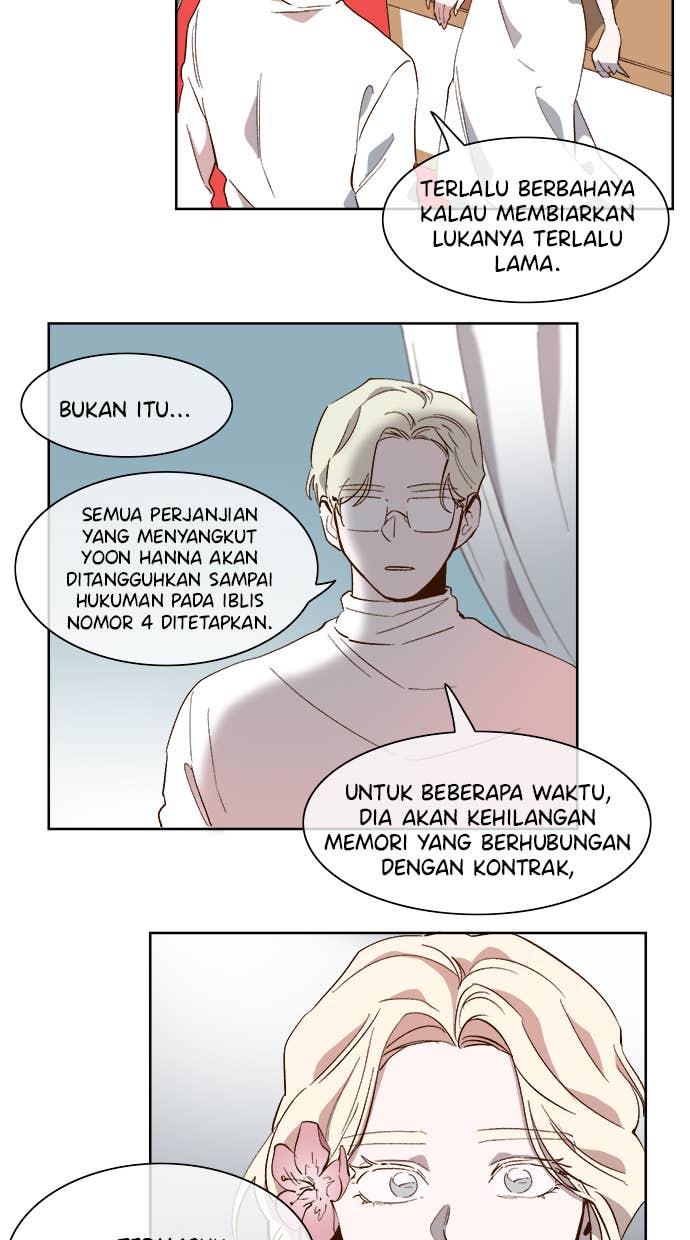 TERLALU BERBAHAYA
KALAU MEMBIARKAN
LUKANYA TERLALU
LAMA.
BUKAN ITU...
SEMUA PERJANJIAN
YANG MENYANGKUT
YOON HANNA AKAN
DITANGGUHKAN SAMPAI
HUKUMAN PADA IBLIS
NOMOR 4 DITETAPKAN.
UNTUK BEBERAPA WAKTU,
DIA AKAN KEHILANGAN
MEMORI YANG BERHUBUNGAN
DENGAN KONTRAK,